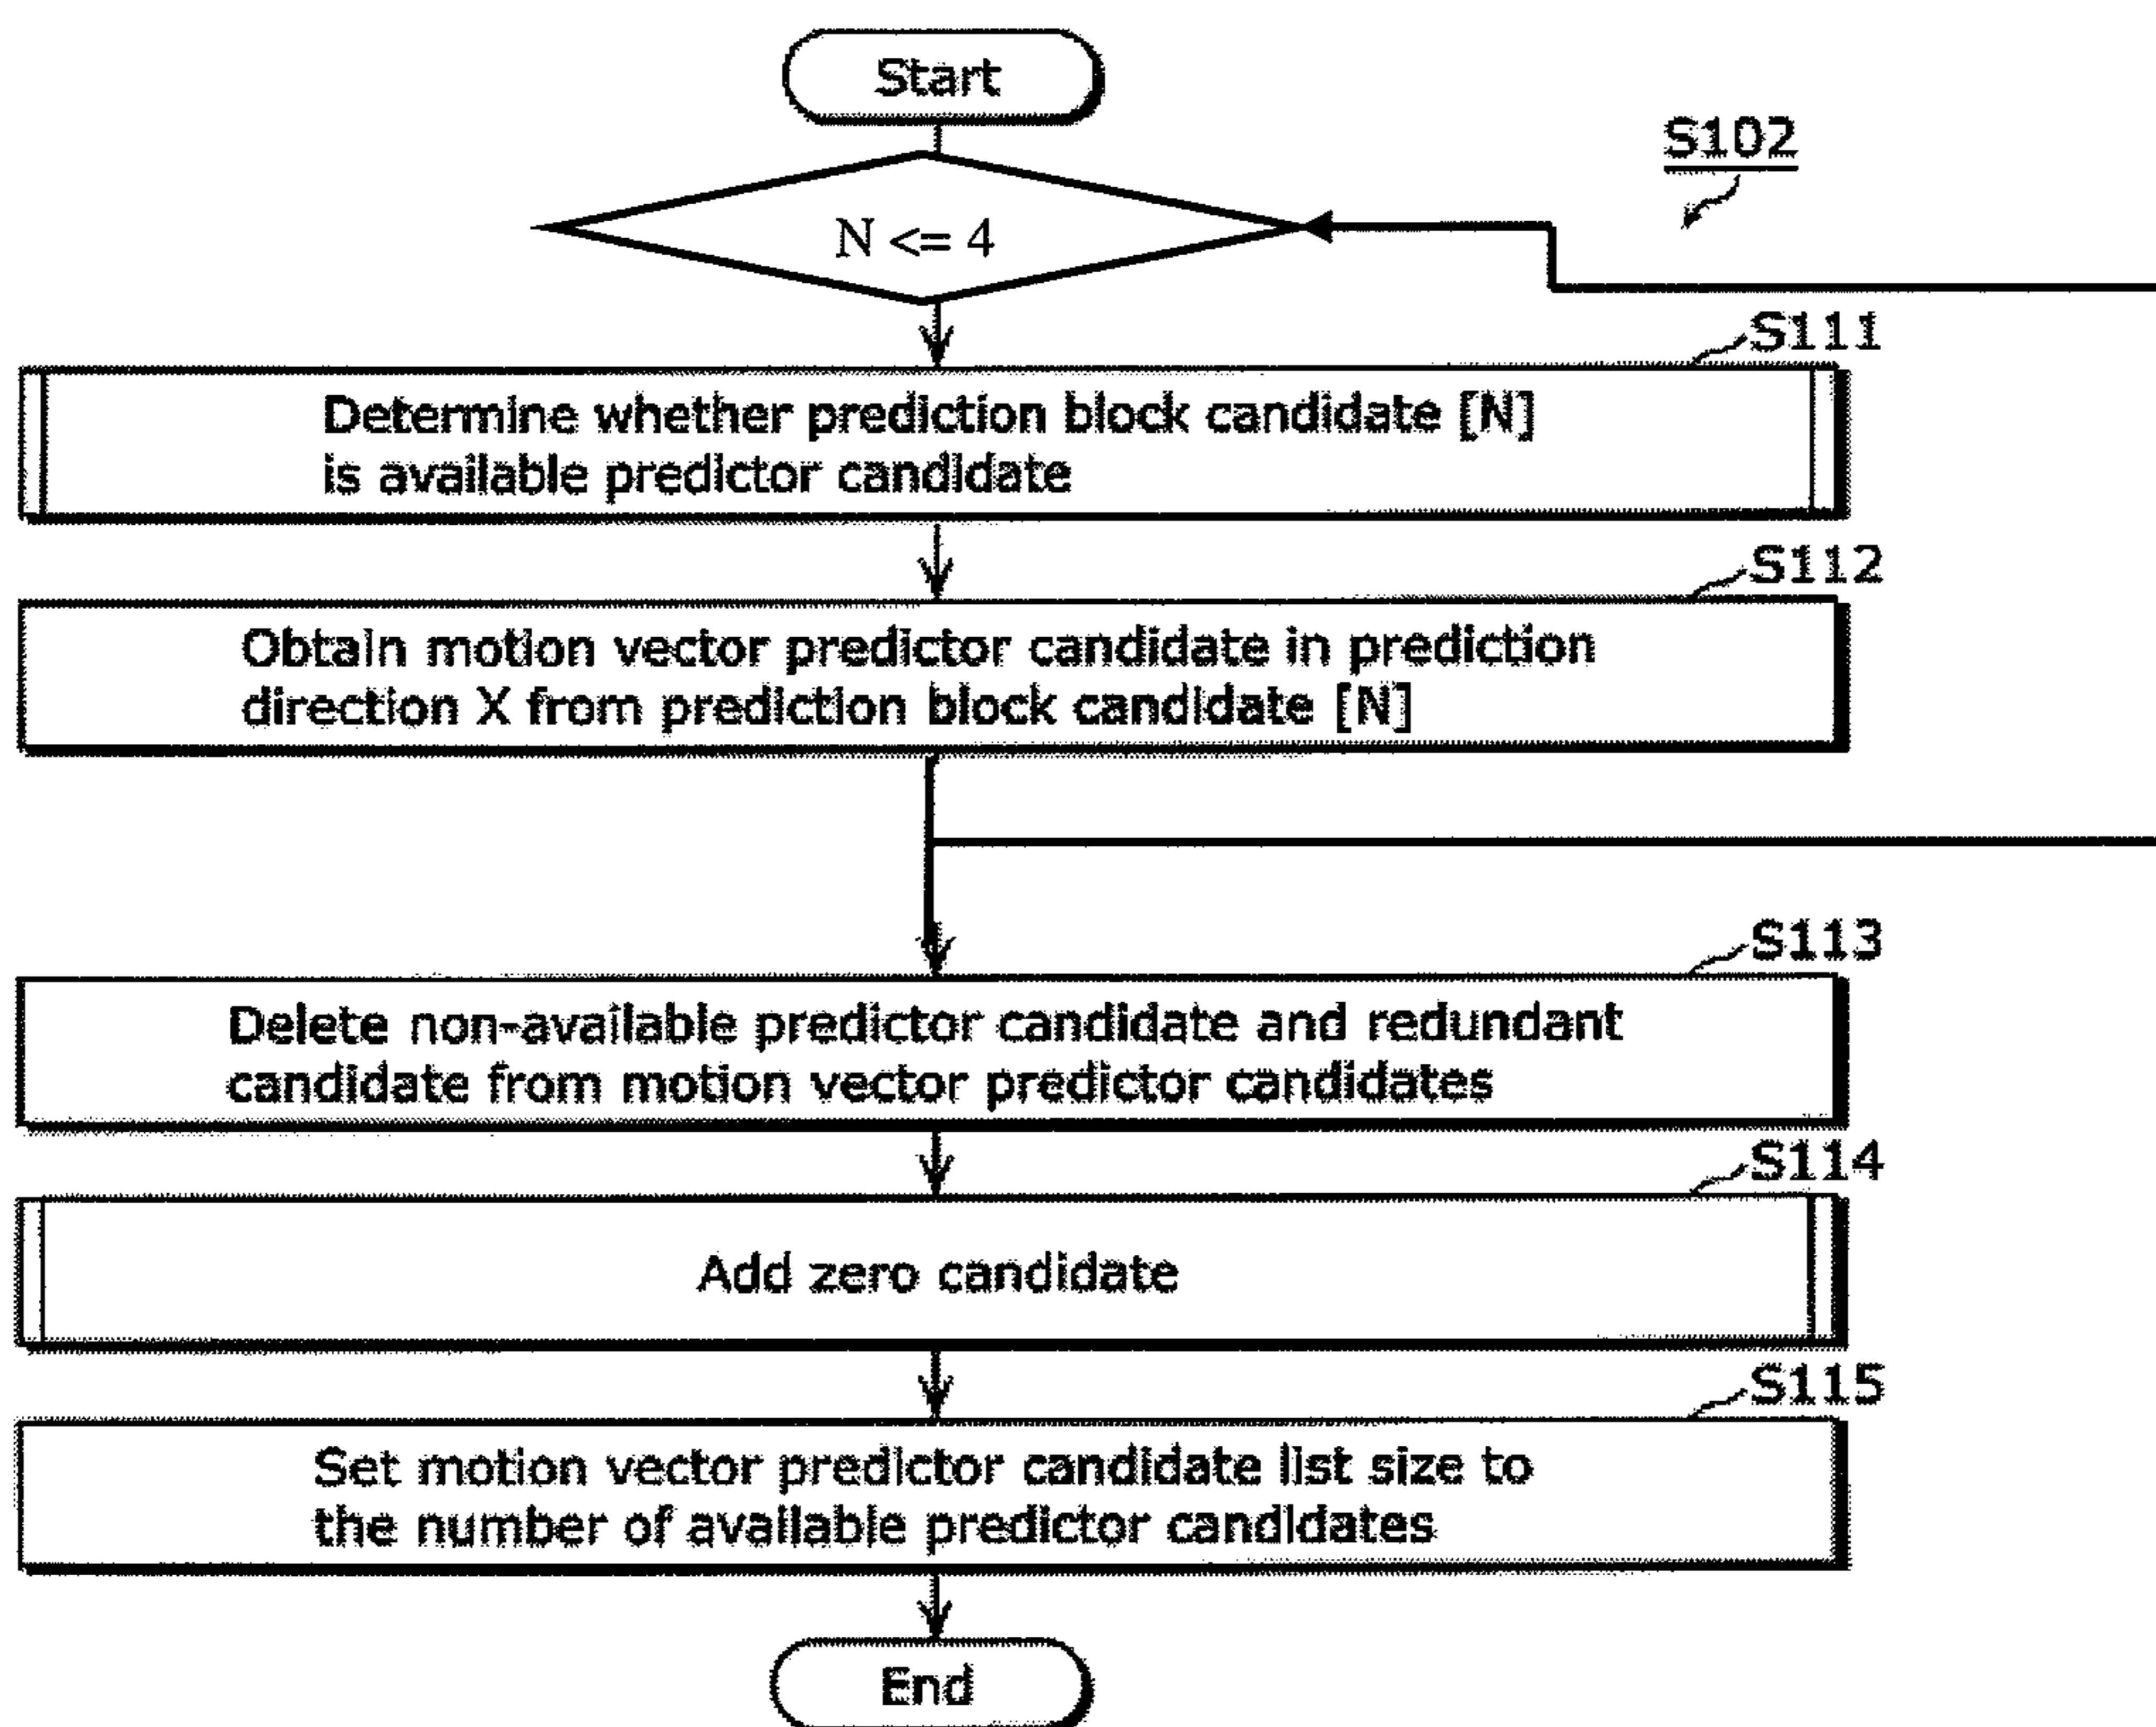 Start
S102
N <= 4
S111
Determine whether prediction block candidate [N]
is available predictor candidate
S112
Obtain motion vector predictor candidate in prediction
direction X from prediction block candidate [N]
S113
Delete non-available predictor candidate and redundant
candidate from motion vector predictor candidates
S114
Add zero candidate
S115
Set motion vector predictor candidate list size to
the number of available predictor candidates
End